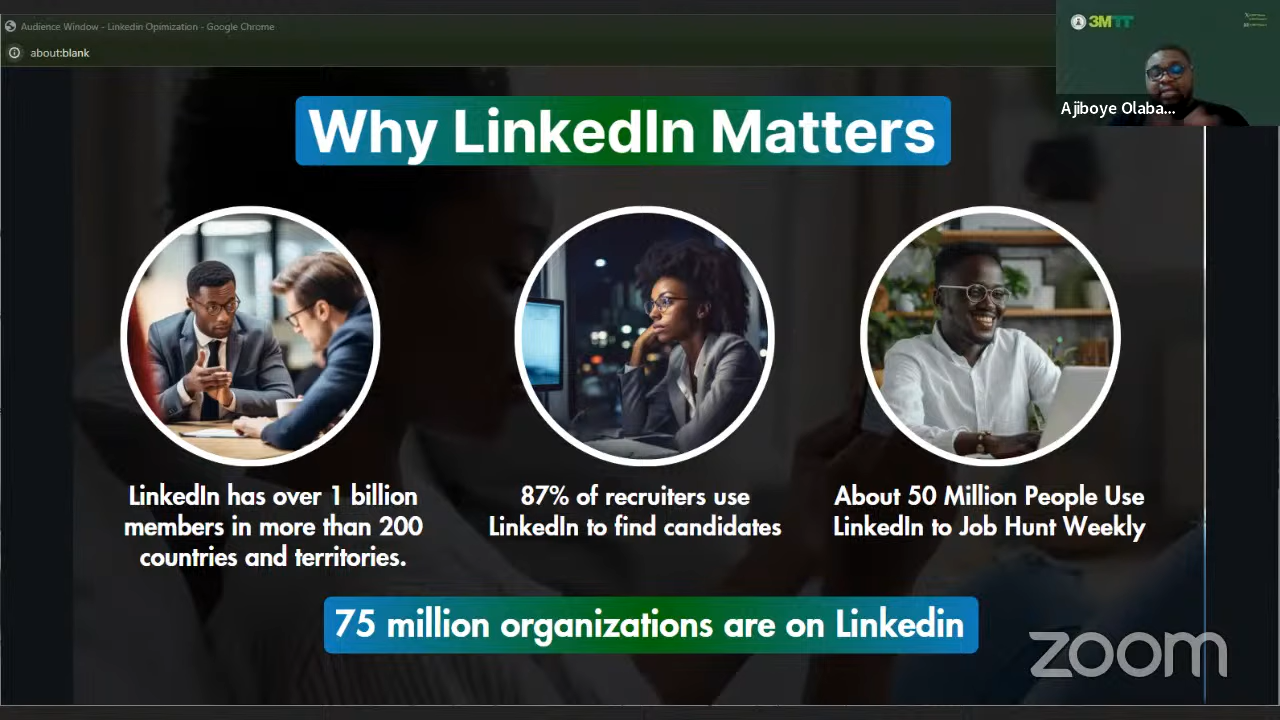 Audience Window - Linkedin Opimization - Google Chrome
about:blank
3MTT
Ajiboye Olaba...
Why LinkedIn Matters
LinkedIn has over 1 billion
members in more than 200
countries and territories.
87% of recruiters use
LinkedIn to find candidates
About 50 Million People Use
LinkedIn to Job Hunt Weekly
75 million organizations are on Linkedin
zoom